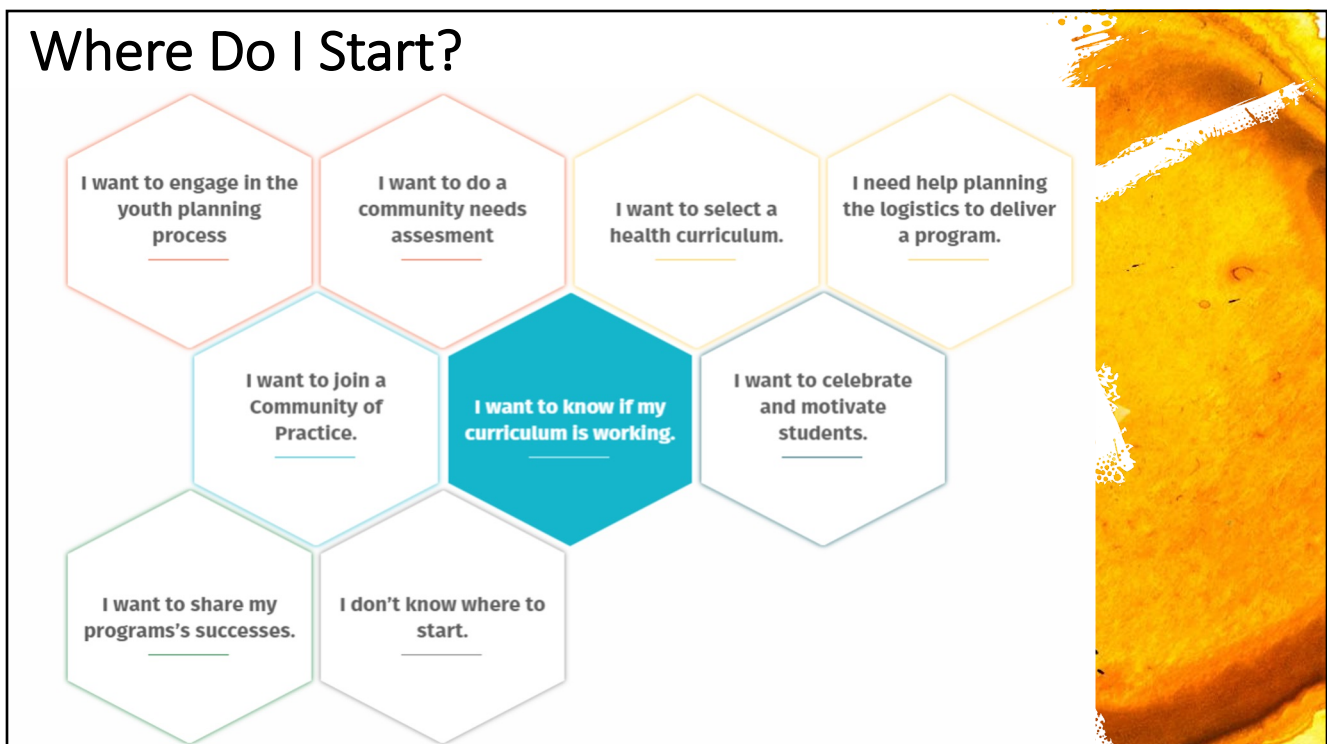 Where Do I Start?
I want to engage in the
youth planning
process
I want to do a
community needs
assesment
I want to select a
health curriculum.
I need help planning
the logistics to deliver
a program.
I want to join a
Community of
Practice.
I want to know if my
curriculum is working.
I want to celebrate
and motivate
students.
I want to share my
programs's successes.
I don't know where to
start.